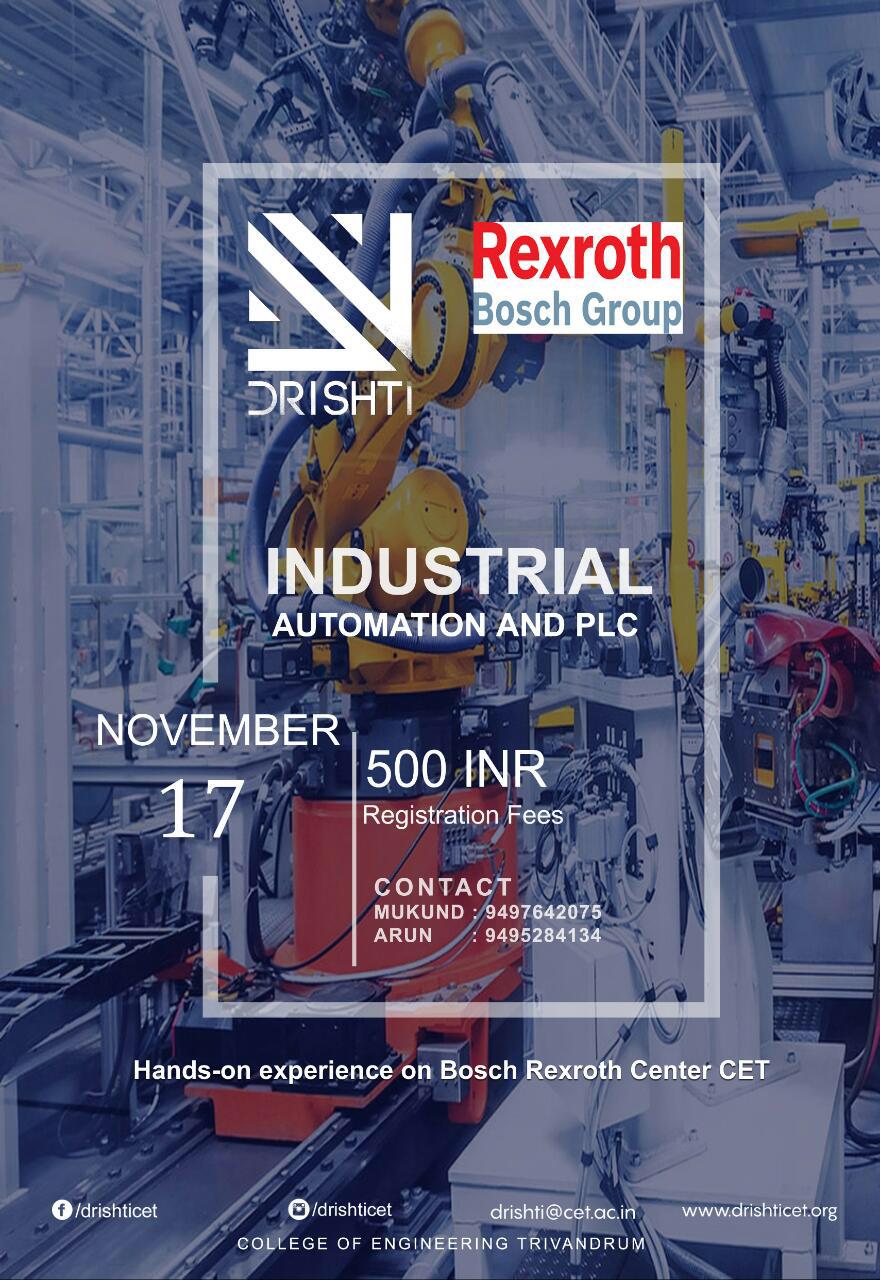 DRISHTI
Rexroth
Bosch Group
INDUSTRIAL
AUTOMATION AND PLC
NOVEMBER
17
500 INR
Registration Fees
CONTACT
MUKUND : 9497642075
ARUN : 9495284134
Hands-on experience on Bosch Rexroth Center CET
/drishticet
/drishticet
drishti@cet.ac.in
www.drishticet.org
COLLEGE OF ENGINEERING TRIVANDRUM